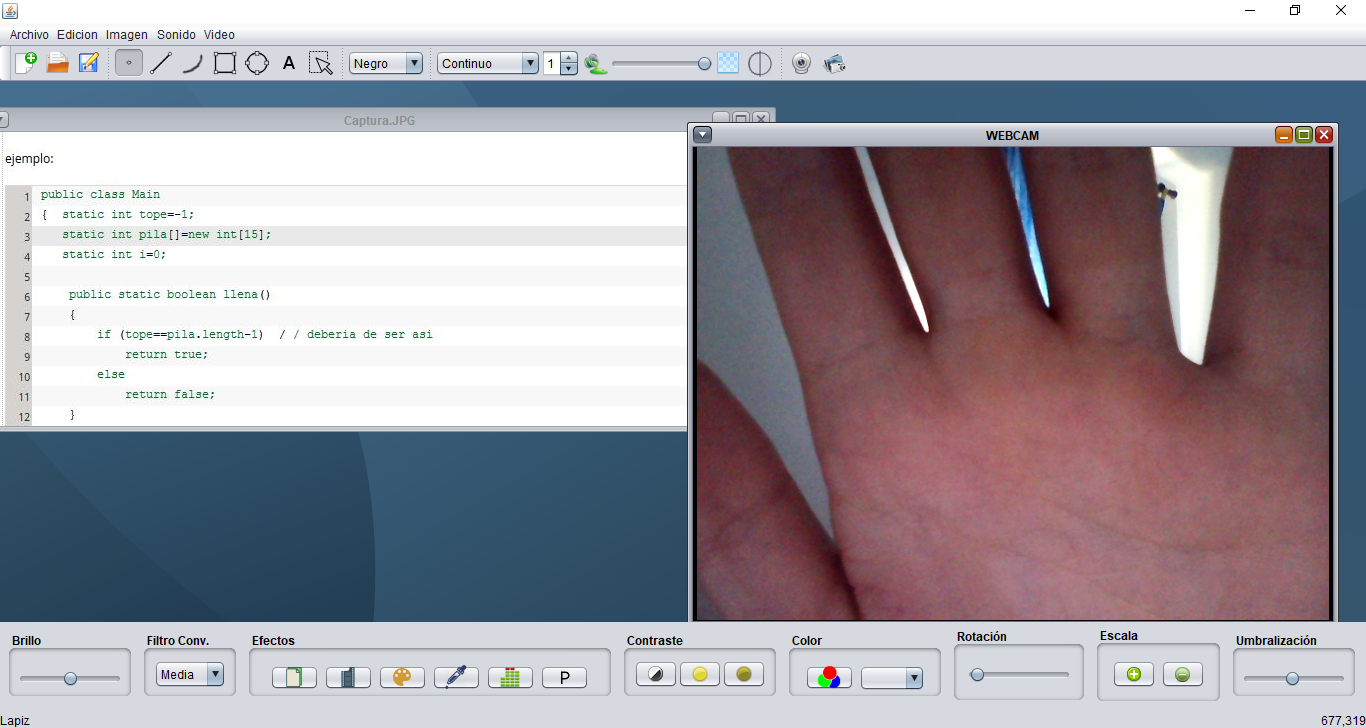 Archivo Edicion Imagen Sonido Video
A Negro Continuo 1
Captura.JPG
ejemplo:
1 public class Main
2 { static int tope=-1;
3 static int pila[]=new int[15];
4 static int i=0;
5
6 public static boolean llena()
7 {
8 if (tope==pila.length-1) / / deberia de ser asi
9 return true;
10 else
11 return false;
12 }
WEBCAM
Brillo Filtro Conv. Efectos Contraste Color Rotación Escala Umbralización
Media P
Lapiz 677,319